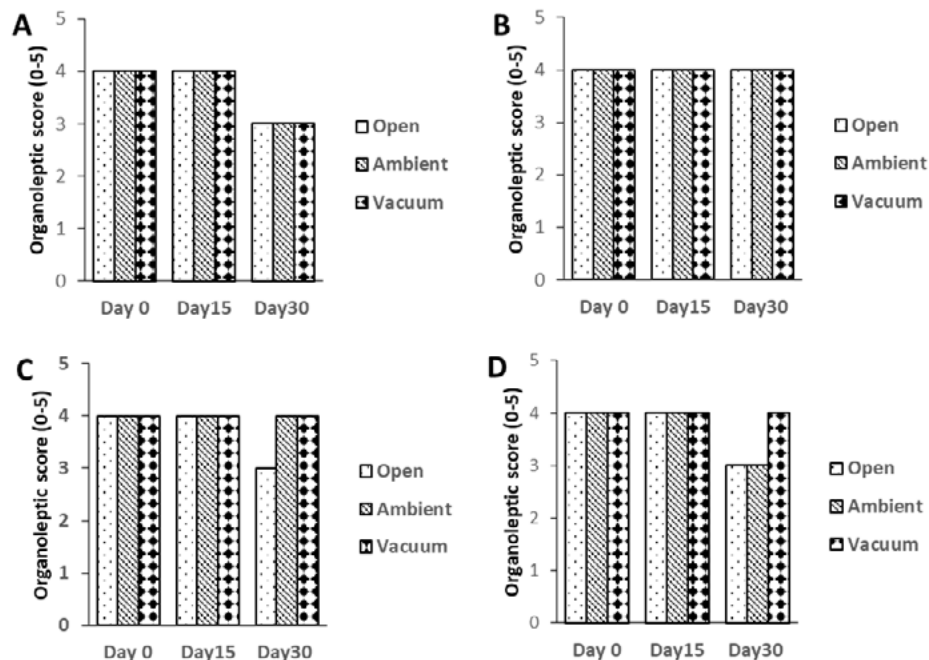 A
Organoleptic score (0-5)
5
4
3
2
1
0
Day 0
Day15
Day30
Open
Ambient
Vacuum
B
Organoleptic score (0-5)
5
4
3
2
1
0
Day 0
Day15
Day30
Open
Ambient
Vacuum
C
Organoleptic score (0-5)
5
4
3
2
1
0
Day 0
Day15
Day30
Open
Ambient
Vacuum
D
Organoleptic score (0-5)
5
4
3
2
1
0
Day 0
Day15
Day30
Open
Ambient
Vacuum